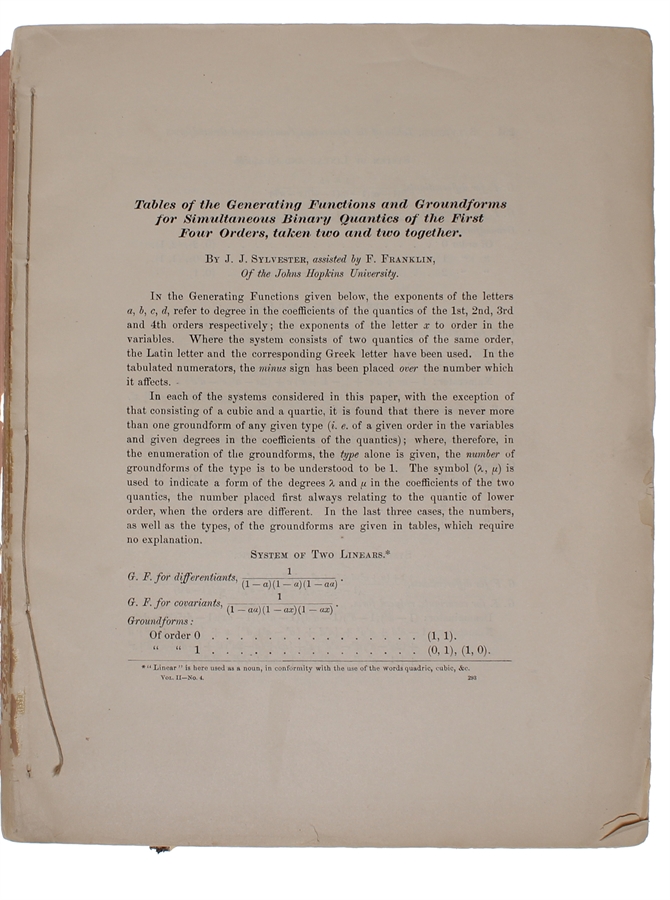 Tables of the Generating Functions and Groundforms
for Simultaneous Binary Quantics of the First
Four Orders, taken two and two together.
By J. J. Sylvester, assisted by F. Franklin,
Of the Johns Hopkins University.
In the Generating Functions given below, the exponents of the letters
a, b, c, d, refer to degree in the coefficients of the quantics of the 1st, 2nd, 3rd
and 4th orders respectively; the exponents of the letter x to order in the
variables. Where the system consists of two quantics of the same order,
the Latin letter and the corresponding Greek letter have been used. In the
tabulated numerators, the minus sign has been placed over the number which
it affects.
In each of the systems considered in this paper, with the exception of
that consisting of a cubic and a quartic, it is found that there is never more
than one groundform of any given type (i. e. of a given order in the variables
and given degrees in the coefficients of the quantics); where, therefore, in
the enumeration of the groundforms, the type alone is given, the number of
groundforms of the type is to be understood to be 1. The symbol (λ, μ) is
used to indicate a form of the degrees λ and μ in the coefficients of the two
quantics, the number placed first always relating to the quantic of lower
order, when the orders are different. In the last three cases, the numbers,
as well as the types, of the groundforms are given in tables, which require
no explanation.
System of Two Linears.*
G. F. for differentiants, 1 / (1 — a)(1 — α)(1 — aα) .
G. F. for covariants, 1 / (1 — aα)(1 — ax)(1 — αx) .
Groundforms:
Of order 0 . . . . . . . . . . . . . . . (1, 1).
" " 1 . . . . . . . . . . . . . . . (0, 1), (1, 0).
* "Linear" is here used as a noun, in conformity with the use of the words quadric, cubic, &c.
Vol. II—No. 4. 293